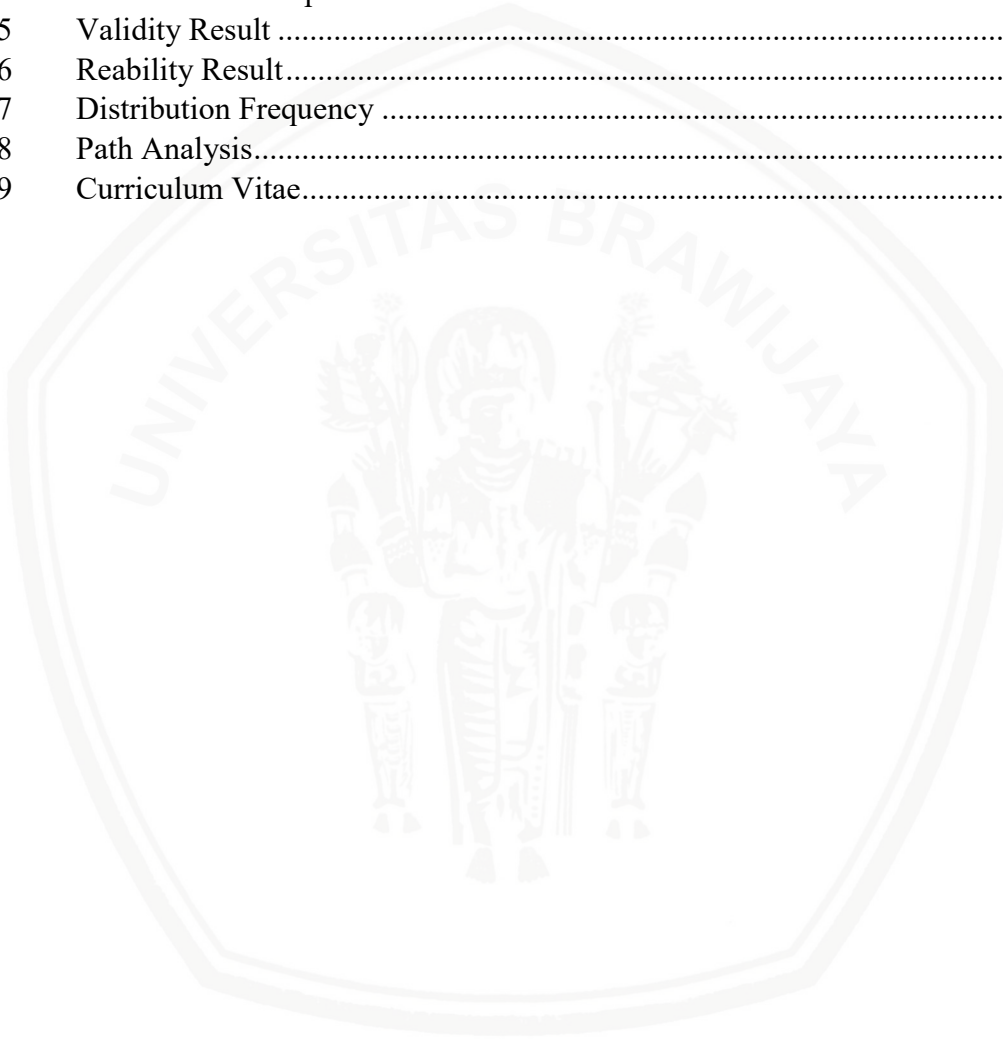 5 Validity Result ........................................................................................
6 Reability Result.......................................................................................
7 Distribution Frequency ...........................................................................
8 Path Analysis...........................................................................................
9 Curriculum Vitae.....................................................................................
UNIVERSITAS BRAWIJAYA